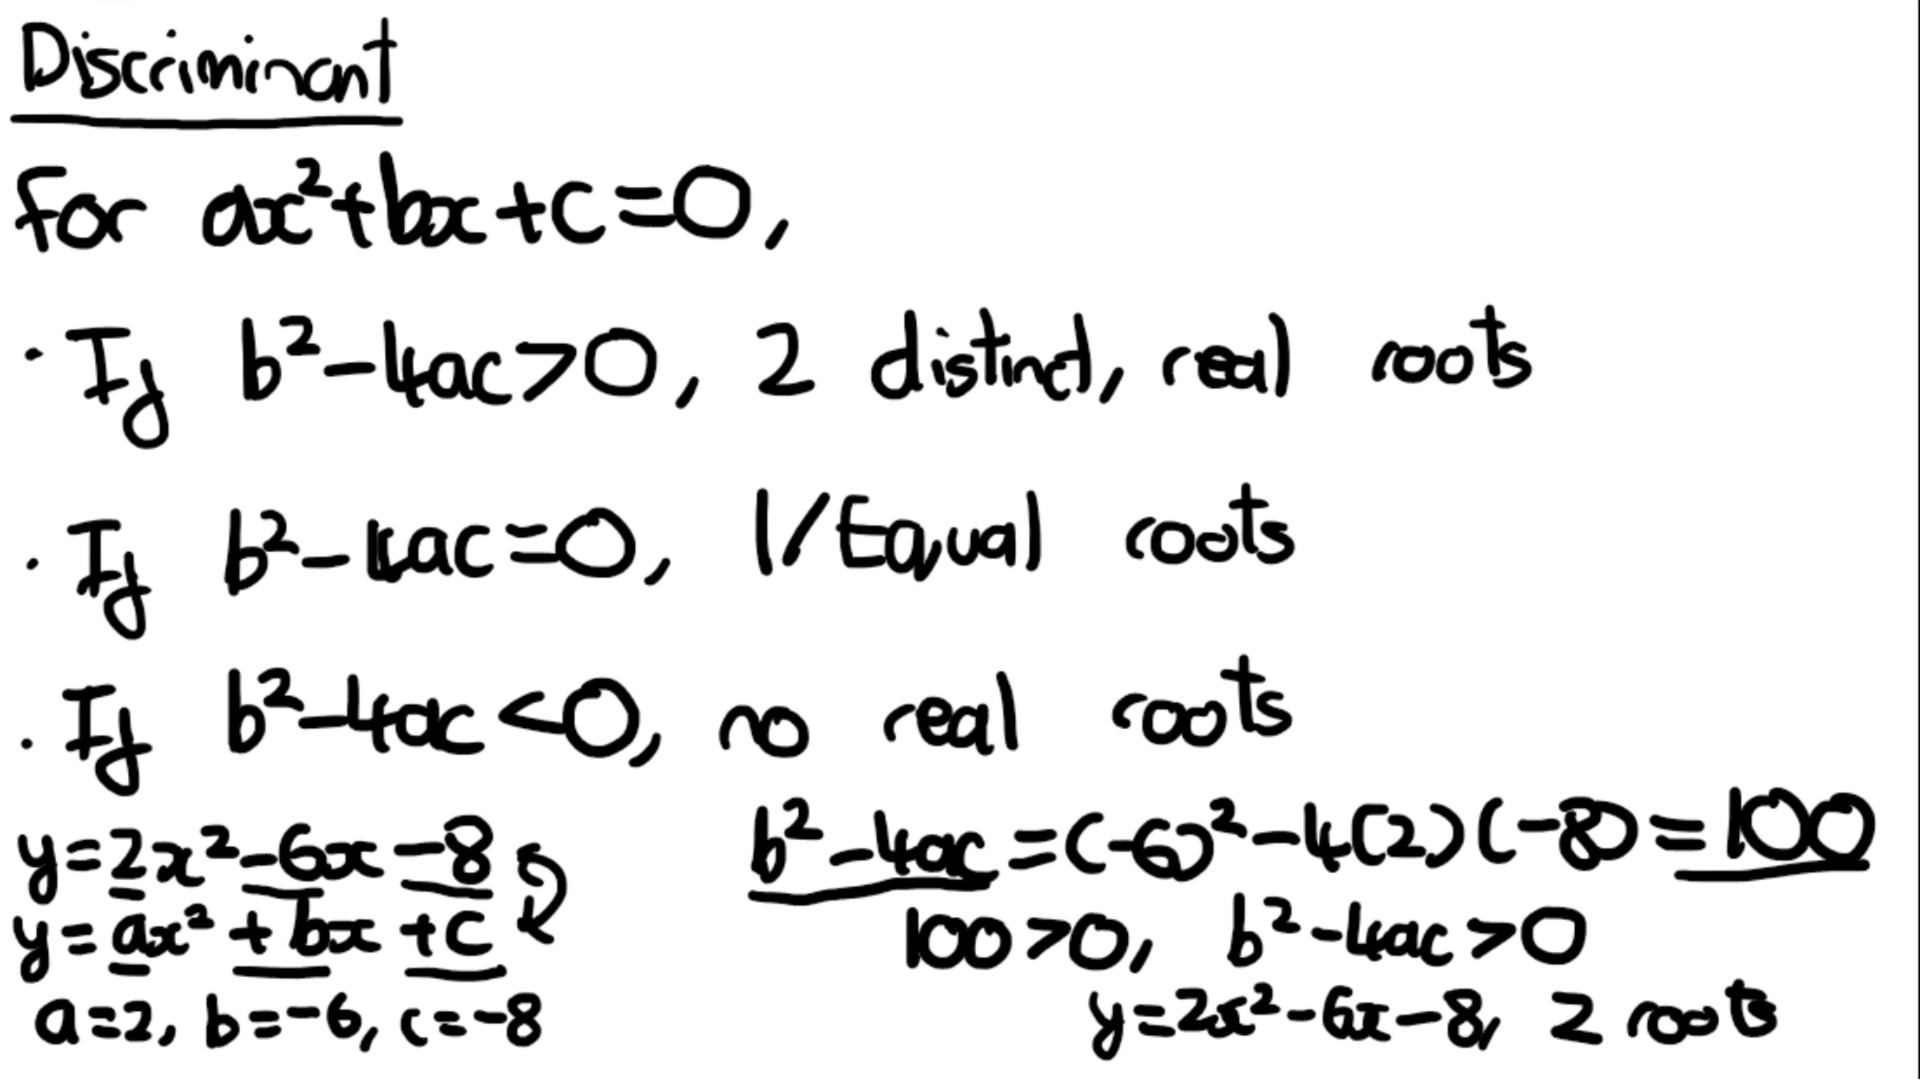 Discriminant
For ax²+bx+c=0,
· If b²-4ac>0, 2 distinct, real roots
· If b²-4ac=0, 1/Equal roots
· If b²-4ac<0, no real roots
y=2x²-6x-8
y=ax²+bx+c
a=2, b=-6, c=-8
b²-4ac=(-6)²-4(2)(-8)=100
100>0, b²-4ac>0
y=2x²-6x-8, 2 roots